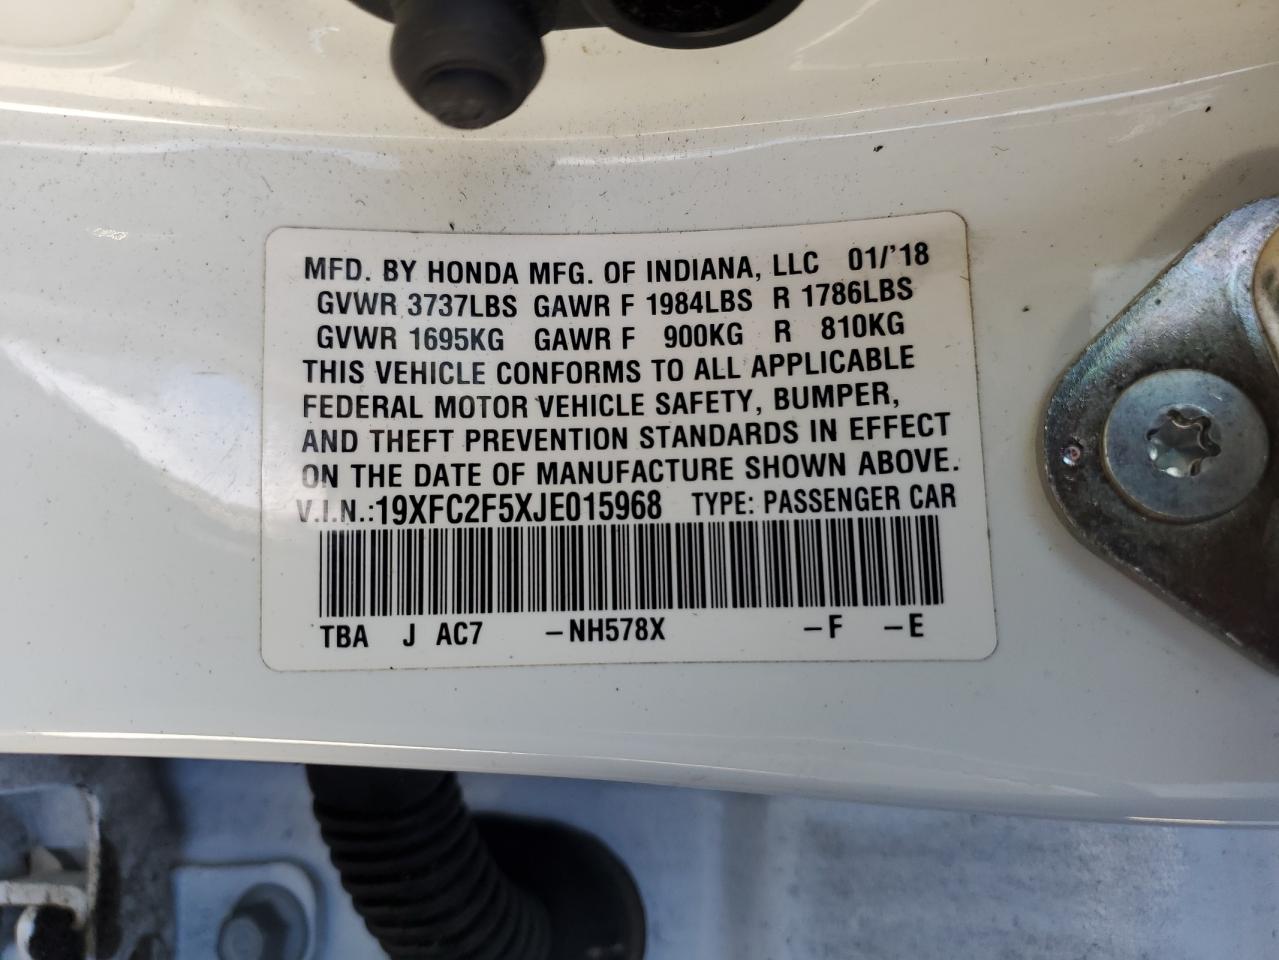 MFD. BY HONDA MFG. OF INDIANA, LLC 01/'18
GVWR 3737LBS GAWR F 1984LBS R 1786LBS
GVWR 1695KG GAWR F 900KG R 810KG
THIS VEHICLE CONFORMS TO ALL APPLICABLE
FEDERAL MOTOR VEHICLE SAFETY, BUMPER,
AND THEFT PREVENTION STANDARDS IN EFFECT
ON THE DATE OF MANUFACTURE SHOWN ABOVE.
V.I.N.:19XFC2F5XJE015968 TYPE: PASSENGER CAR
TBA J AC7 –NH578X –F –E